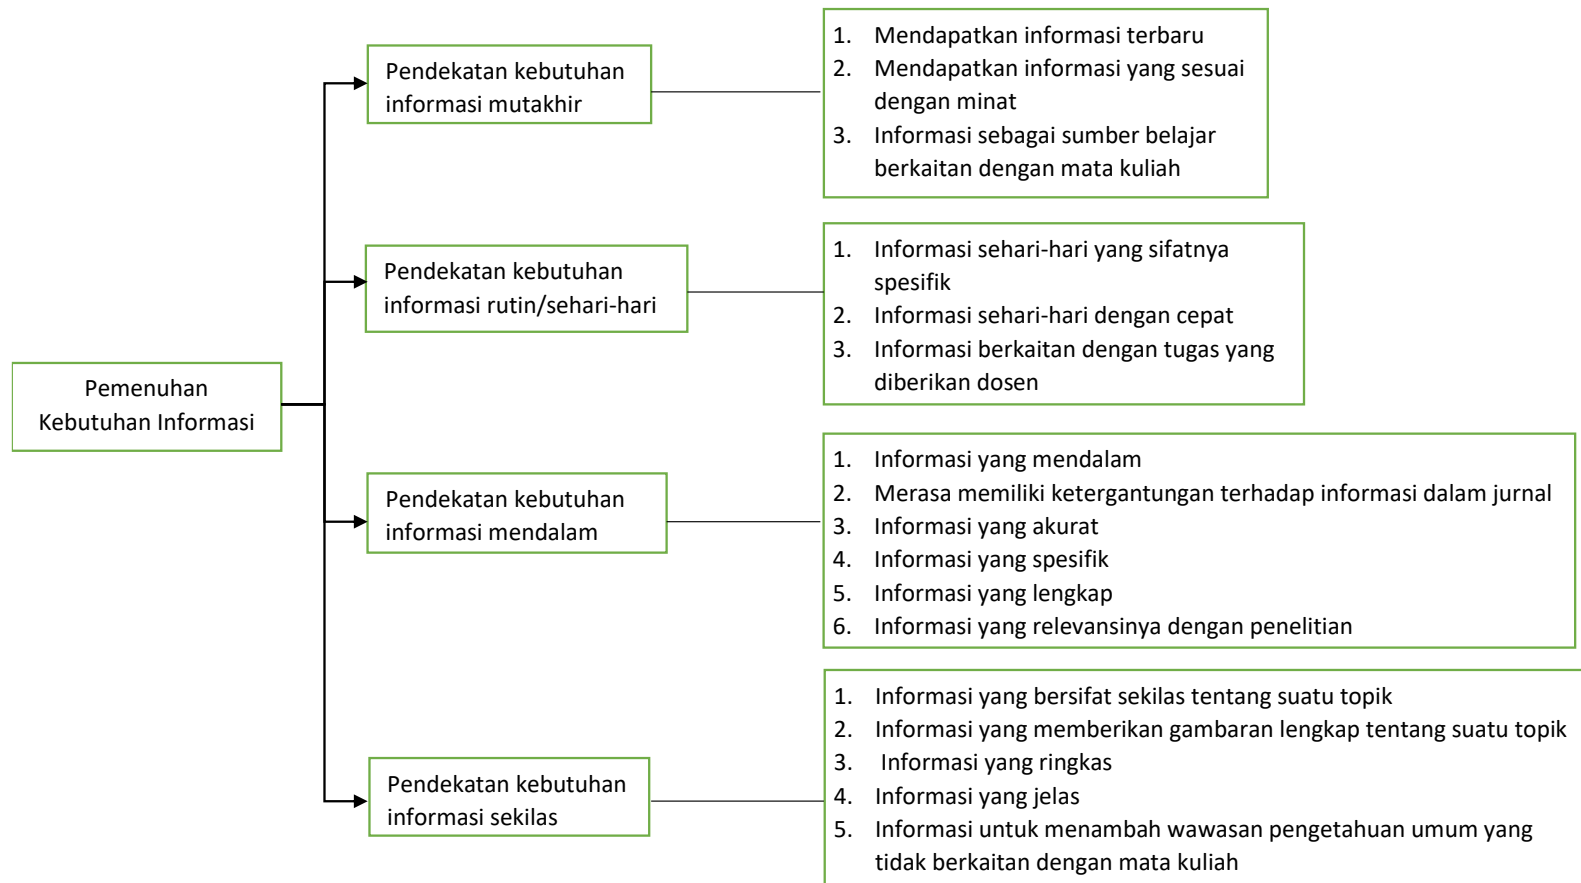 Pemenuhan
Kebutuhan Informasi
Pendekatan kebutuhan
informasi mutakhir
1. Mendapatkan informasi terbaru
2. Mendapatkan informasi yang sesuai
dengan minat
3. Informasi sebagai sumber belajar
berkaitan dengan mata kuliah
Pendekatan kebutuhan
informasi rutin/sehari-hari
1. Informasi sehari-hari yang sifatnya
spesifik
2. Informasi sehari-hari dengan cepat
3. Informasi berkaitan dengan tugas yang
diberikan dosen
Pendekatan kebutuhan
informasi mendalam
1. Informasi yang mendalam
2. Merasa memiliki ketergantungan terhadap informasi dalam jurnal
3. Informasi yang akurat
4. Informasi yang spesifik
5. Informasi yang lengkap
6. Informasi yang relevansinya dengan penelitian
Pendekatan kebutuhan
informasi sekilas
1. Informasi yang bersifat sekilas tentang suatu topik
2. Informasi yang memberikan gambaran lengkap tentang suatu topik
3. Informasi yang ringkas
4. Informasi yang jelas
5. Informasi untuk menambah wawasan pengetahuan umum yang
tidak berkaitan dengan mata kuliah